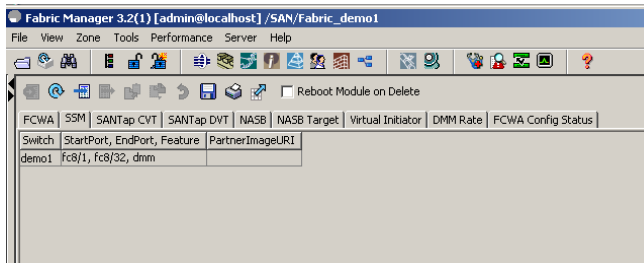 Fabric Manager 3.2(1) [admin@localhost] /SAN/Fabric_demo1
File View Zone Tools Performance Server Help
Reboot Module on Delete
FCWA SSM SANTap CVT SANTap DVT NASB NASB Target Virtual Initiator DMM Rate FCWA Config Status
Switch StartPort, EndPort, Feature PartnerImageURI
demo1 fc8/1, fc8/32, dmm